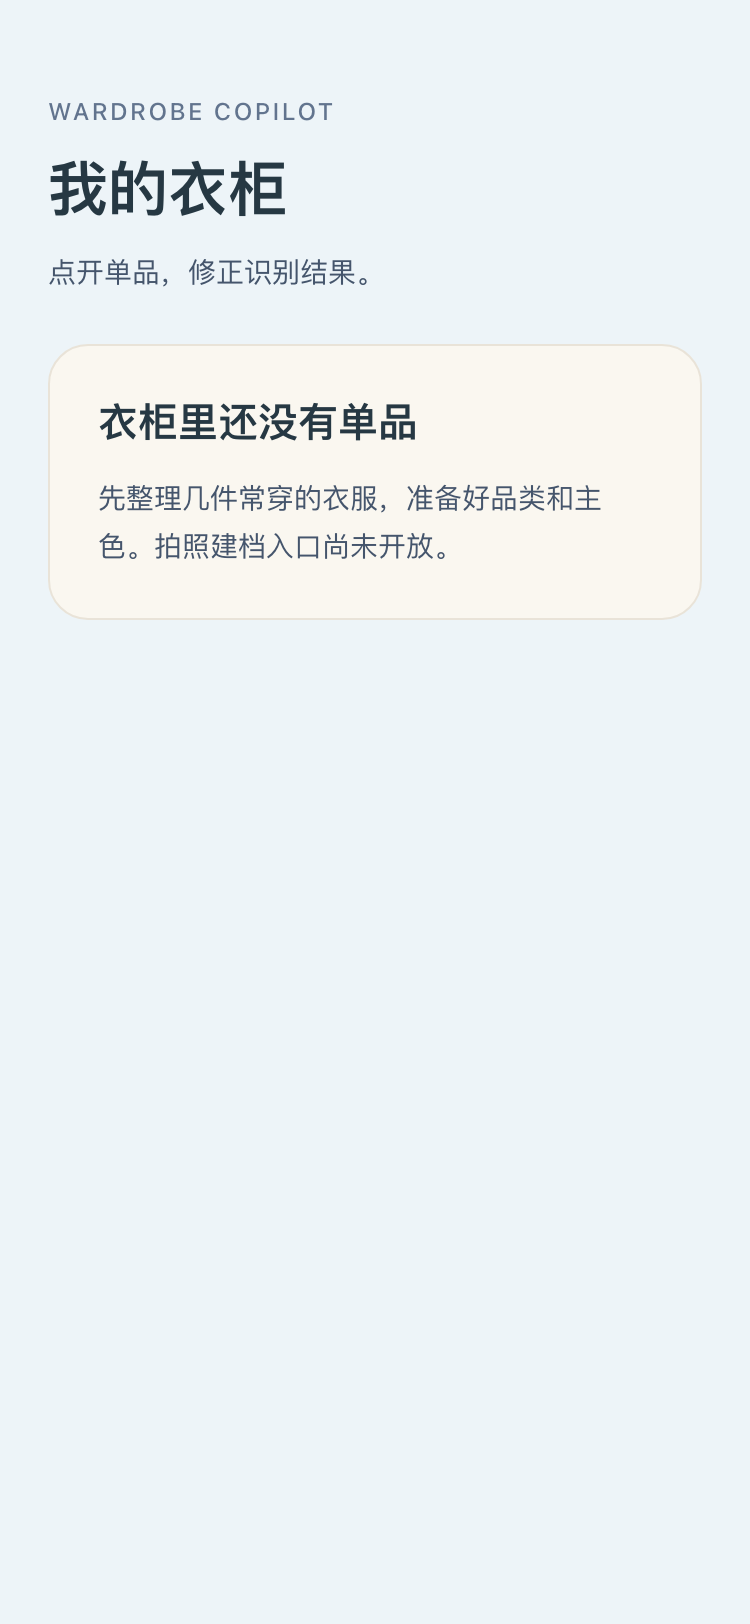 WARDROBE COPILOT
我的衣柜
点开单品，修正识别结果。
衣柜里还没有单品
先整理几件常穿的衣服，准备好品类和主
色。拍照建档入口尚未开放。